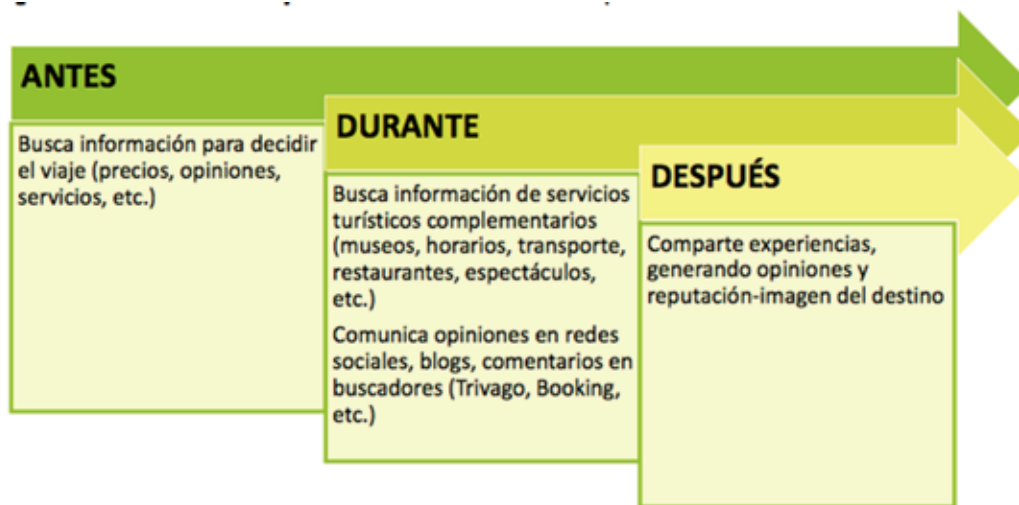 ANTES
Busca información para decidir
el viaje (precios, opiniones,
servicios, etc.)
DURANTE
Busca información de servicios
turísticos complementarios
(museos, horarios, transporte,
restaurantes, espectáculos,
etc.)
Comunica opiniones en redes
sociales, blogs, comentarios en
buscadores (Trivago, Booking,
etc.)
DESPUÉS
Comparte experiencias,
generando opiniones y
reputación-imagen del destino